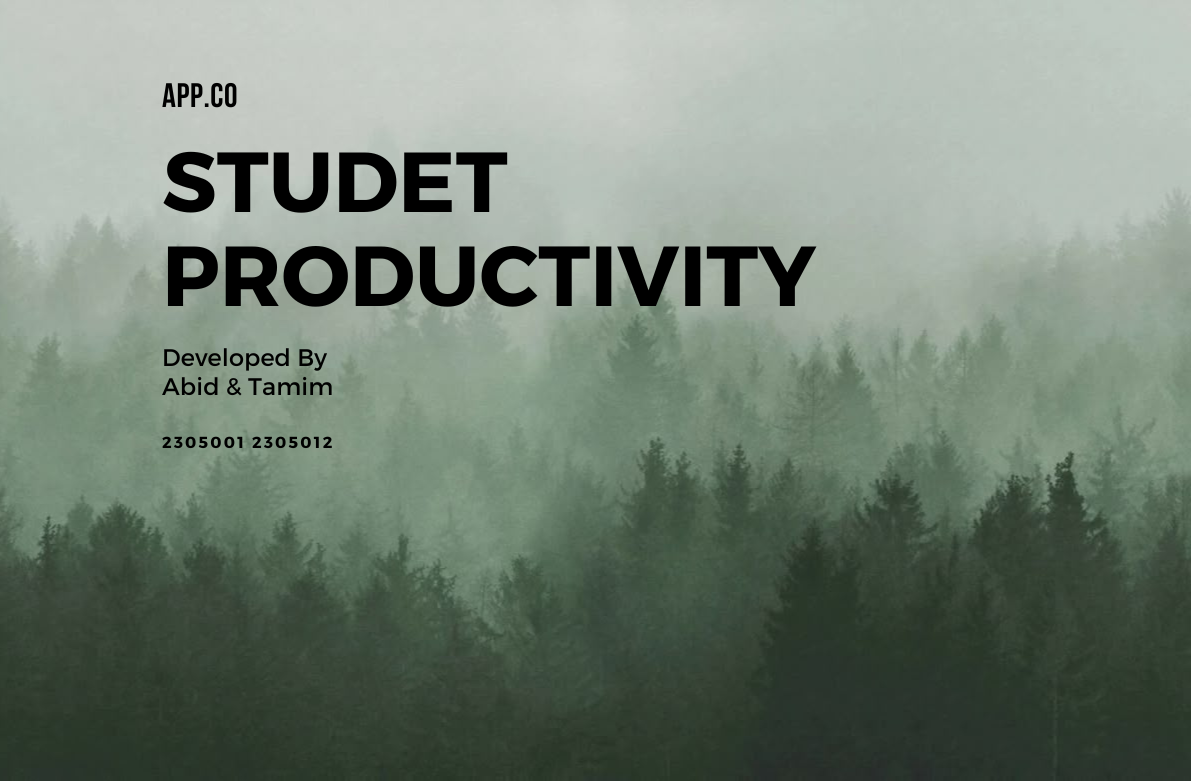 APP.CO
STUDET
PRODUCTIVITY
Developed By
Abid & Tamim
2305001 2305012